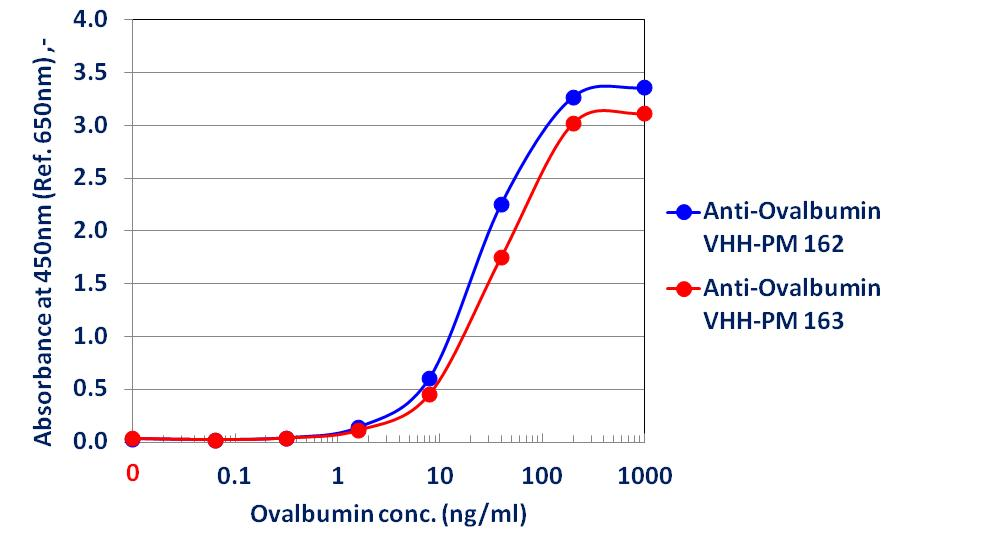 4.0
3.5
3.0
2.5
2.0
1.5
1.0
0.5
0.0
Absorbance at 450nm (Ref. 650nm) ,-
0 0.1 1 10 100 1000
Ovalbumin conc. (ng/ml)
Anti-Ovalbumin
VHH-PM 162
Anti-Ovalbumin
VHH-PM 163